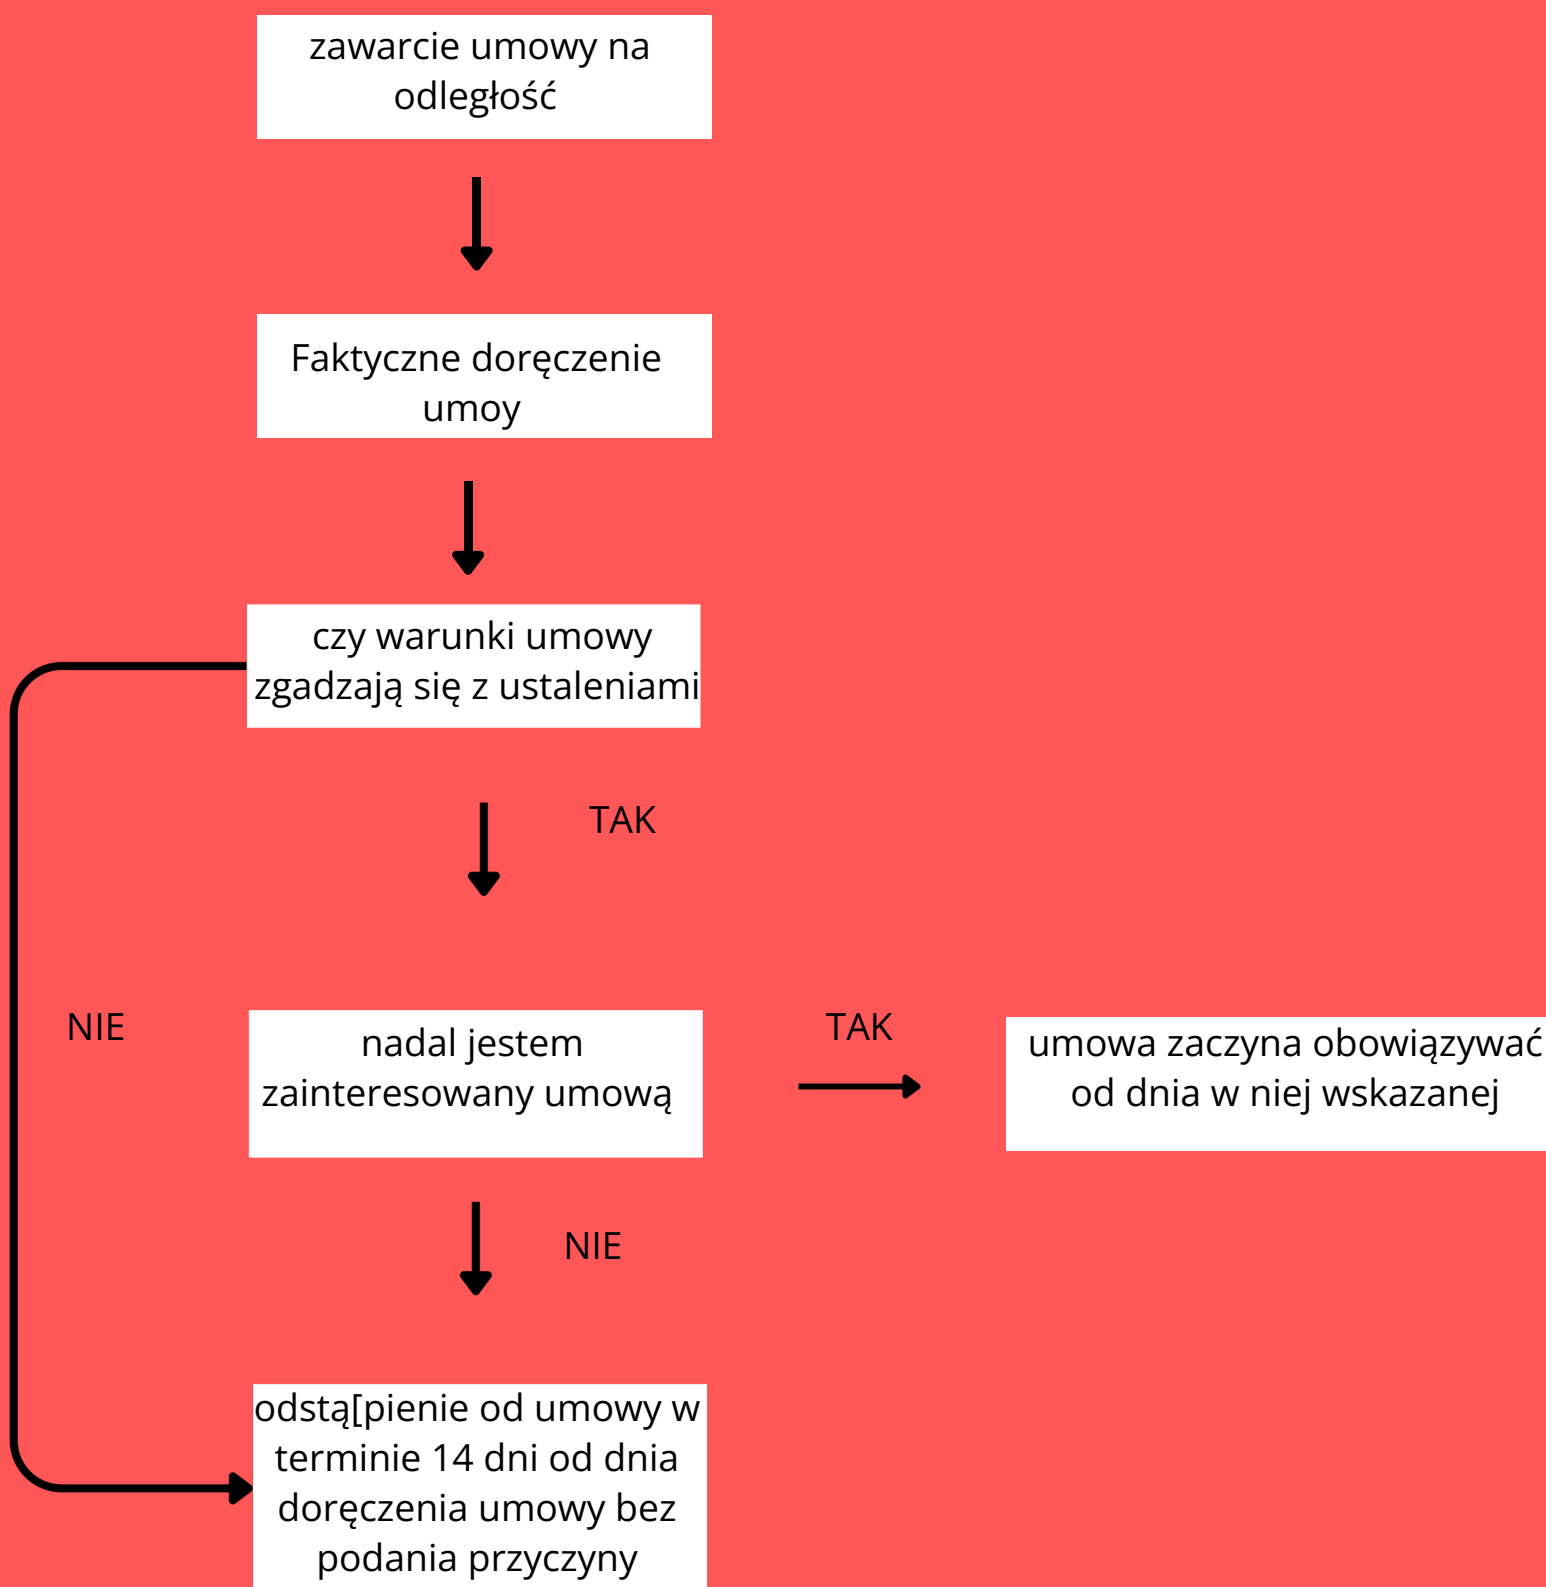 zawarcie umowy na
odległość
Faktyczne doręczenie
umoy
czy warunki umowy
zgadzają się z ustaleniami
TAK
NIE
nadal jestem
zainteresowany umową
TAK
umowa zaczyna obowiązywać
od dnia w niej wskazanej
NIE
odstą[pienie od umowy w
terminie 14 dni od dnia
doręczenia umowy bez
podania przyczyny